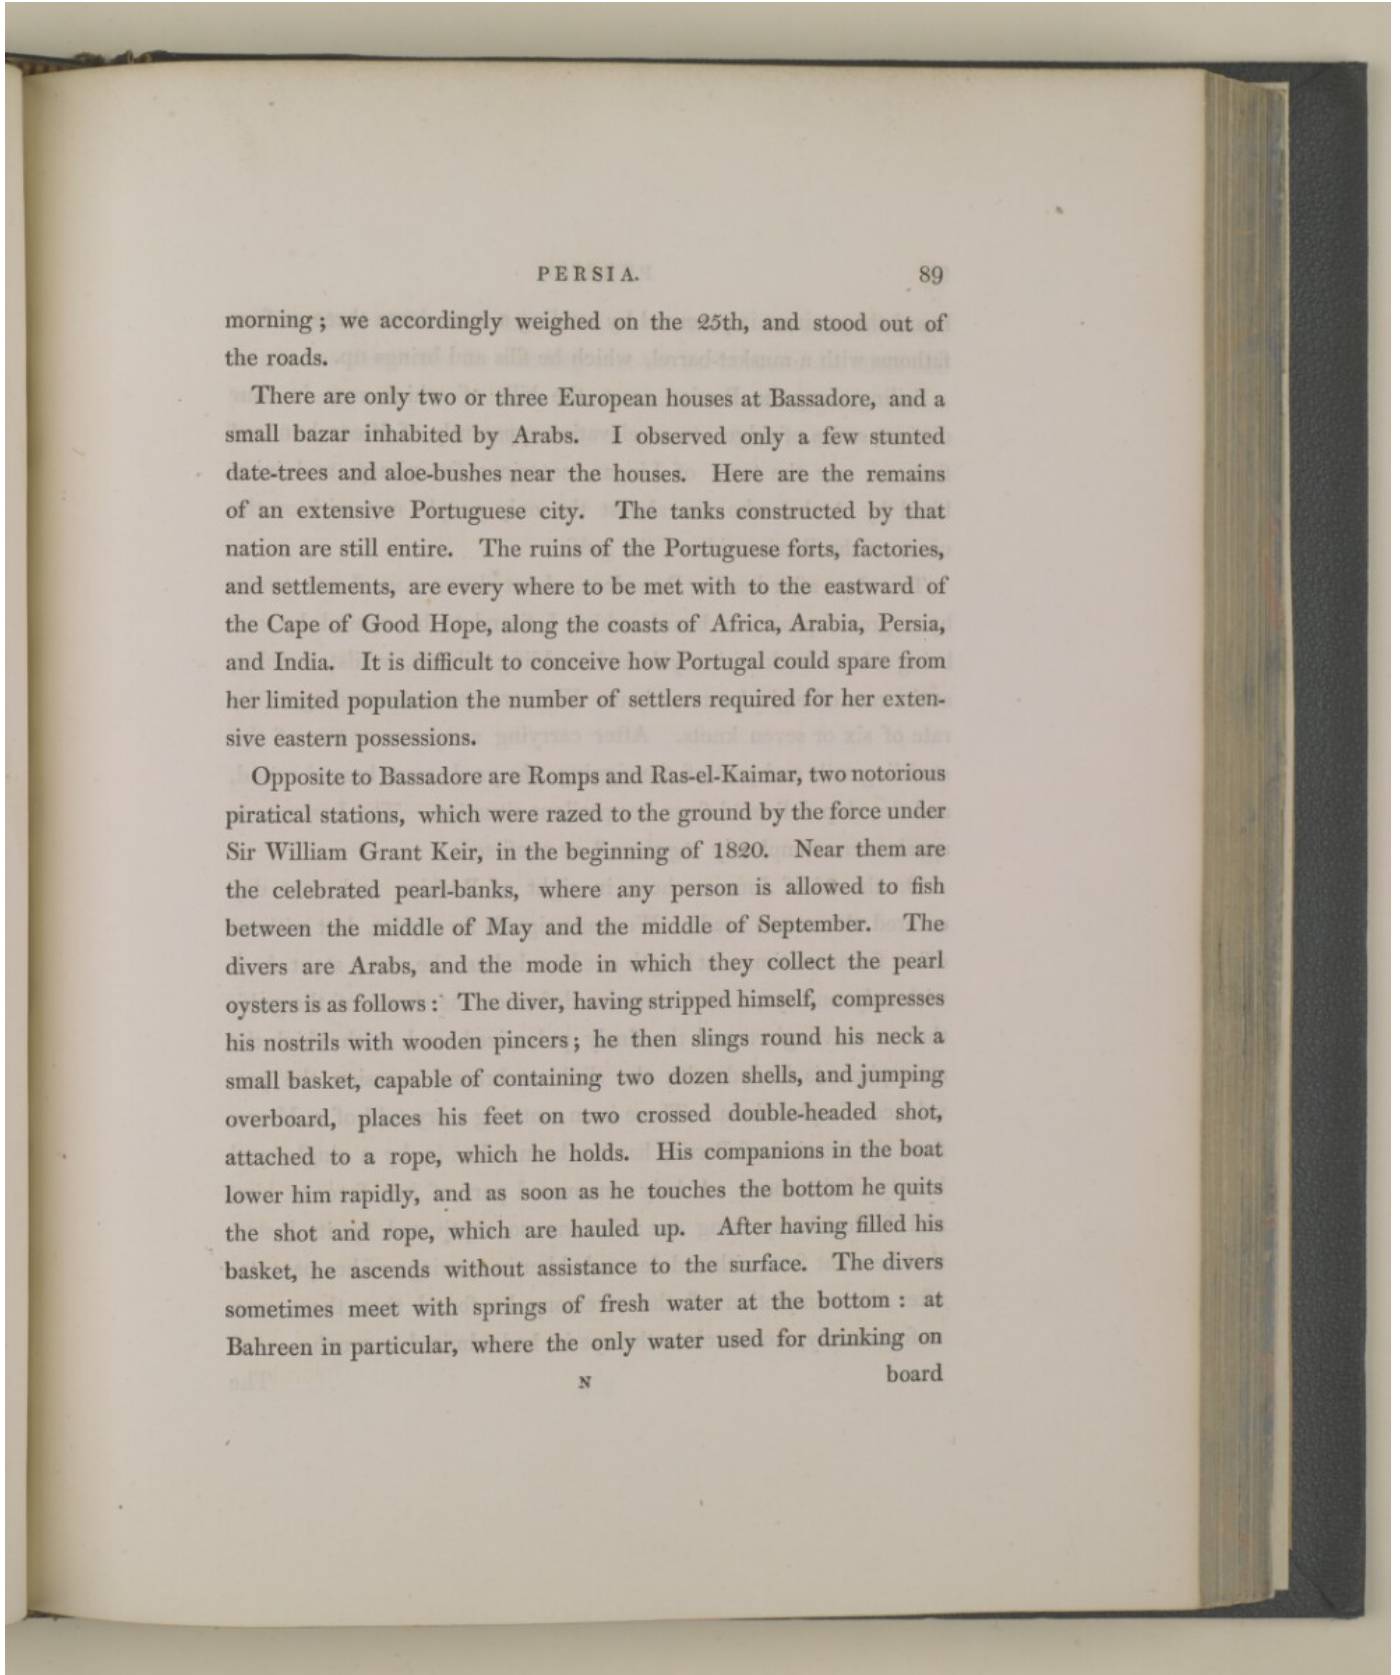 PERSIA. 89
morning; we accordingly weighed on the 25th, and stood out of
the roads.
There are only two or three European houses at Bassadore, and a
small bazar inhabited by Arabs. I observed only a few stunted
date-trees and aloe-bushes near the houses. Here are the remains
of an extensive Portuguese city. The tanks constructed by that
nation are still entire. The ruins of the Portuguese forts, factories,
and settlements, are every where to be met with to the eastward of
the Cape of Good Hope, along the coasts of Africa, Arabia, Persia,
and India. It is difficult to conceive how Portugal could spare from
her limited population the number of settlers required for her exten-
sive eastern possessions.
Opposite to Bassadore are Romps and Ras-el-Kaimar, two notorious
piratical stations, which were razed to the ground by the force under
Sir William Grant Keir, in the beginning of 1820. Near them are
the celebrated pearl-banks, where any person is allowed to fish
between the middle of May and the middle of September. The
divers are Arabs, and the mode in which they collect the pearl
oysters is as follows: The diver, having stripped himself, compresses
his nostrils with wooden pincers; he then slings round his neck a
small basket, capable of containing two dozen shells, and jumping
overboard, places his feet on two crossed double-headed shot,
attached to a rope, which he holds. His companions in the boat
lower him rapidly, and as soon as he touches the bottom he quits
the shot and rope, which are hauled up. After having filled his
basket, he ascends without assistance to the surface. The divers
sometimes meet with springs of fresh water at the bottom: at
Bahreen in particular, where the only water used for drinking on
N board